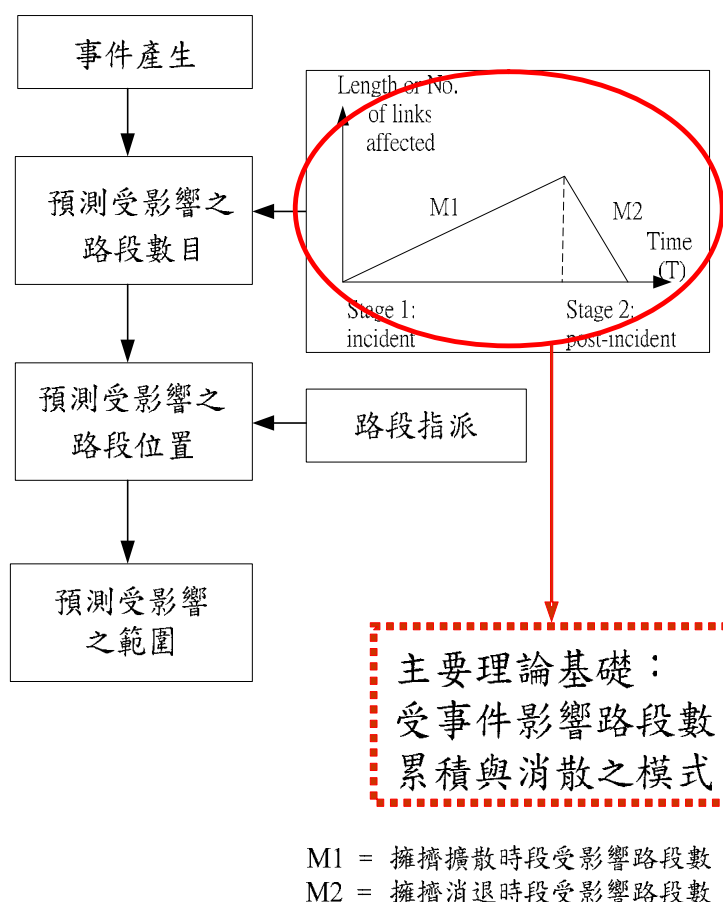 事件產生
Length or No.
of links
affected
預測受影響之
路段數目
M1
M2
Time
(T)
Stage 1:
incident
Stage 2:
post-incident
預測受影響之
路段位置
路段指派
預測受影響
之範圍
主要理論基礎：
受事件影響路段數
累積與消散之模式
M1 = 擁擠擴散時段受影響路段數
M2 = 擁擠消退時段受影響路段數